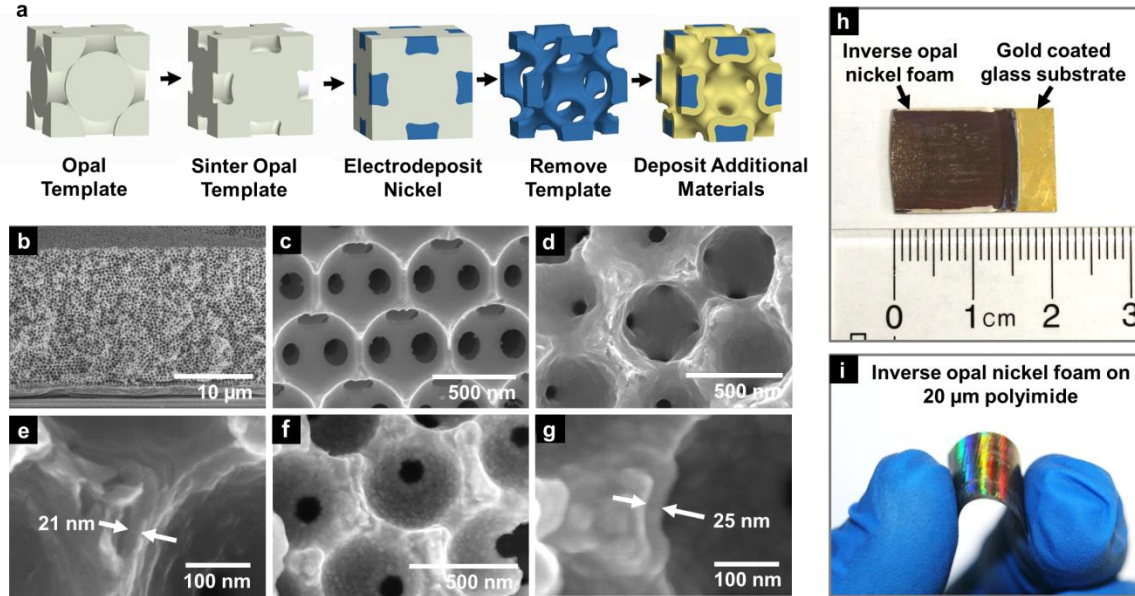 a
Opal
Template
Sinter Opal
Template
Electrodeposit
Nickel
Remove
Template
Deposit Additional
Materials
b
10 μm
c
500 nm
d
500 nm
e
21 nm
100 nm
f
500 nm
g
25 nm
100 nm
h
Inverse opal
nickel foam
Gold coated
glass substrate
0 1 cm 2 3
i
Inverse opal nickel foam on
20 μm polyimide